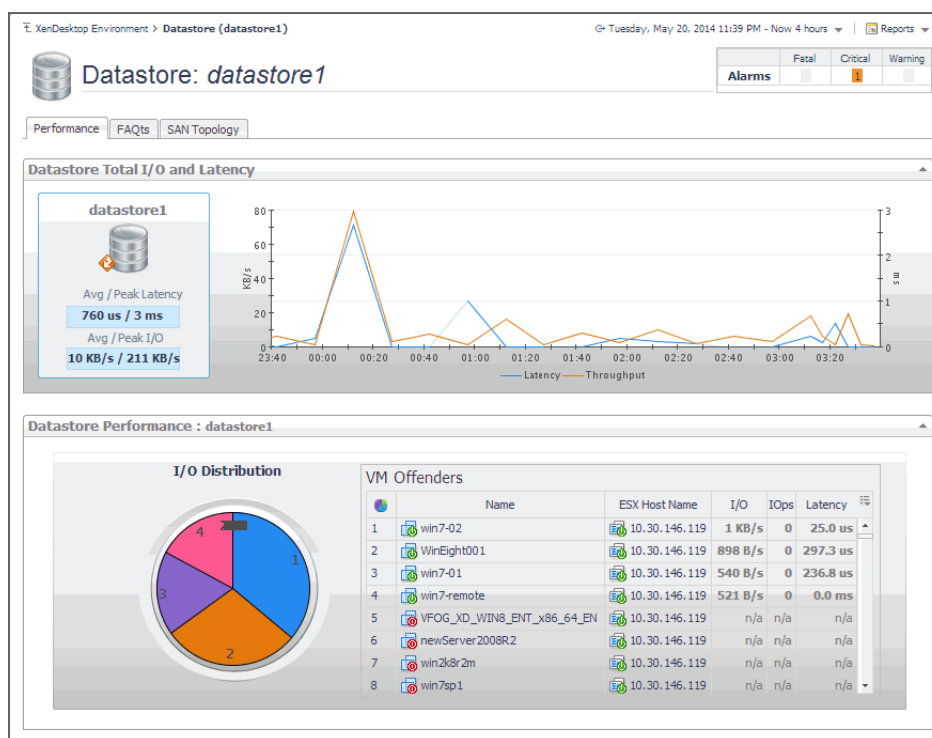 XenDesktop Environment > Datastore (datastore1)
Tuesday, May 20, 2014 11:39 PM - Now 4 hours
Reports
Datastore: datastore1
Fatal Critical Warning
Alarms 1
Performance FAQts SAN Topology
Datastore Total I/O and Latency
datastore1
Avg / Peak Latency
760 us / 3 ms
Avg / Peak I/O
10 KB/s / 211 KB/s
80
60
40
20
0
KB/s
3
2
1
0
ms
23:40 00:00 00:20 00:40 01:00 01:20 01:40 02:00 02:20 02:40 03:00 03:20
Latency Throughput
Datastore Performance : datastore1
I/O Distribution
1
2
3
4
VM Offenders
Name ESX Host Name I/O IOps Latency
1 win7-02 10.30.146.119 1 KB/s 0 25.0 us
2 WinEight001 10.30.146.119 898 B/s 0 297.3 us
3 win7-01 10.30.146.119 540 B/s 0 236.8 us
4 win7-remote 10.30.146.119 521 B/s 0 0.0 ms
5 VFOG_XD_WIN8_ENT_x86_64_EN 10.30.146.119 n/a n/a n/a
6 newServer2008R2 10.30.146.119 n/a n/a n/a
7 win2k8r2m 10.30.146.119 n/a n/a n/a
8 win7sp1 10.30.146.119 n/a n/a n/a